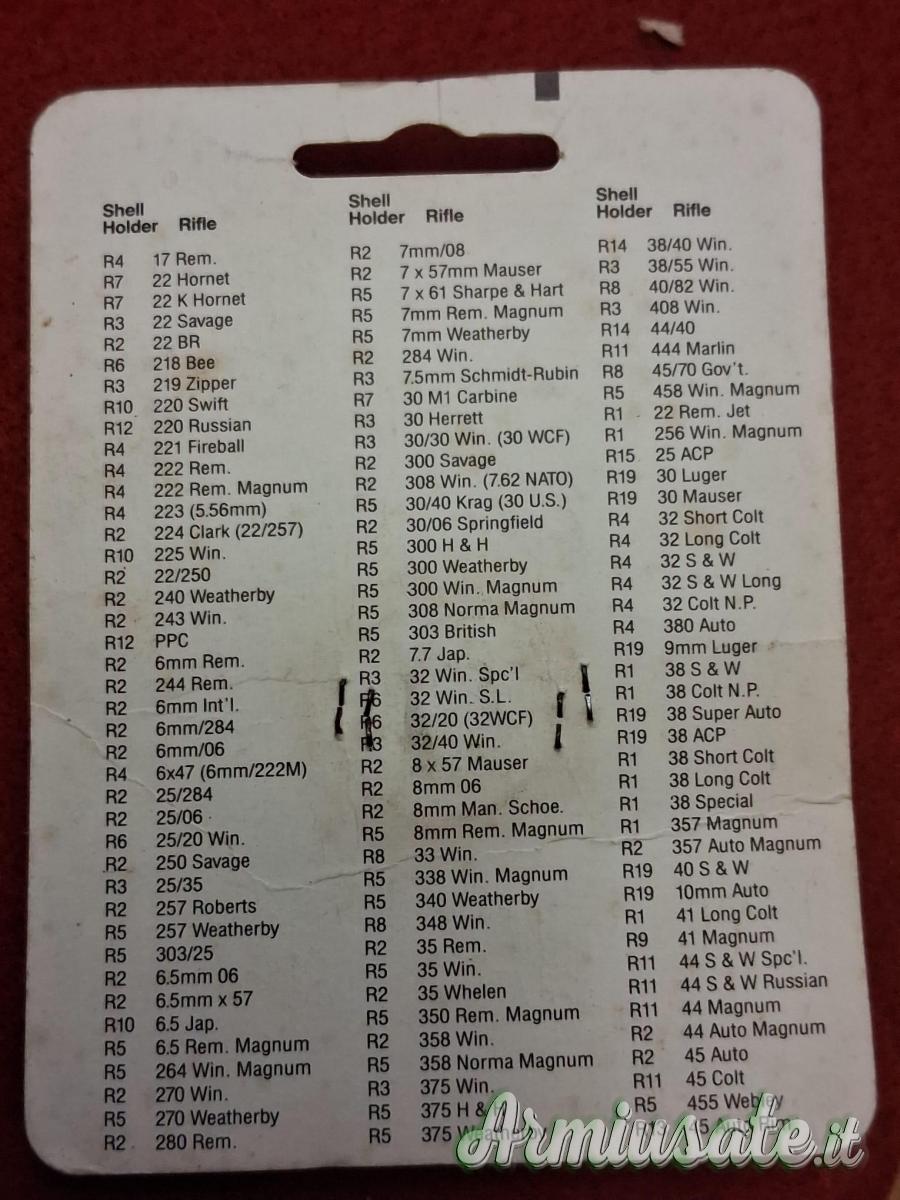 Shell Holder Rifle
R4 17 Rem.
R7 22 Hornet
R7 22 K Hornet
R3 22 Savage
R2 22 BR
R6 218 Bee
R3 219 Zipper
R10 220 Swift
R12 220 Russian
R4 221 Fireball
R4 222 Rem.
R4 222 Rem. Magnum
R4 223 (5.56mm)
R2 224 Clark (22/257)
R10 225 Win.
R2 22/250
R2 240 Weatherby
R2 243 Win.
R12 PPC
R2 6mm Rem.
R2 244 Rem.
R2 6mm Int'l.
R2 6mm/284
R2 6mm/06
R4 6x47 (6mm/222M)
R2 25/284
R2 25/06
R6 25/20 Win.
R2 250 Savage
R3 25/35
R2 257 Roberts
R5 257 Weatherby
R5 303/25
R2 6.5mm 06
R2 6.5mm x 57
R10 6.5 Jap.
R5 6.5 Rem. Magnum
R5 264 Win. Magnum
R2 270 Win.
R5 270 Weatherby
R2 280 Rem.
Shell Holder Rifle
R2 7mm/08
R2 7 x 57mm Mauser
R5 7 x 61 Sharpe & Hart
R5 7mm Rem. Magnum
R5 7mm Weatherby
R2 284 Win.
R3 7.5mm Schmidt-Rubin
R7 30 M1 Carbine
R3 30 Herrett
R3 30/30 Win. (30 WCF)
R2 300 Savage
R2 308 Win. (7.62 NATO)
R5 30/40 Krag (30 U.S.)
R2 30/06 Springfield
R5 300 H & H
R5 300 Weatherby
R5 300 Win. Magnum
R5 308 Norma Magnum
R5 303 British
R2 7.7 Jap.
R3 32 Win. Spc'l
R6 32 Win. S.L.
R6 32/20 (32WCF)
R3 32/40 Win.
R2 8 x 57 Mauser
R2 8mm 06
R2 8mm Man. Schoe.
R5 8mm Rem. Magnum
R8 33 Win.
R5 338 Win. Magnum
R5 340 Weatherby
R8 348 Win.
R2 35 Rem.
R5 35 Win.
R2 35 Whelen
R5 350 Rem. Magnum
R2 358 Win.
R5 358 Norma Magnum
R3 375 Win.
R5 375 H & H
R5 375 Weatherby
Shell Holder Rifle
R14 38/40 Win.
R3 38/55 Win.
R8 40/82 Win.
R3 408 Win.
R14 44/40
R11 444 Marlin
R8 45/70 Gov't.
R5 458 Win. Magnum
R1 22 Rem. Jet
R1 256 Win. Magnum
R15 25 ACP
R19 30 Luger
R19 30 Mauser
R4 32 Short Colt
R4 32 Long Colt
R4 32 S & W
R4 32 S & W Long
R4 32 Colt N.P.
R4 380 Auto
R19 9mm Luger
R1 38 S & W
R1 38 Colt N.P.
R19 38 Super Auto
R19 38 ACP
R1 38 Short Colt
R1 38 Long Colt
R1 38 Special
R1 357 Magnum
R2 357 Auto Magnum
R19 40 S & W
R19 10mm Auto
R1 41 Long Colt
R9 41 Magnum
R11 44 S & W Spc'l.
R11 44 S & W Russian
R11 44 Magnum
R2 44 Auto Magnum
R2 45 Auto
R11 45 Colt
R5 455 Webley
R13 45 Auto Rim
Armiusate.it